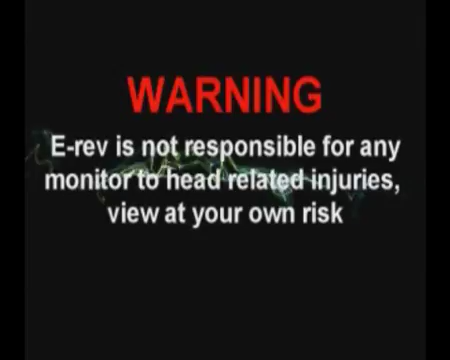 WARNING
E-rev is not responsible for any
monitor to head related injuries,
view at your own risk